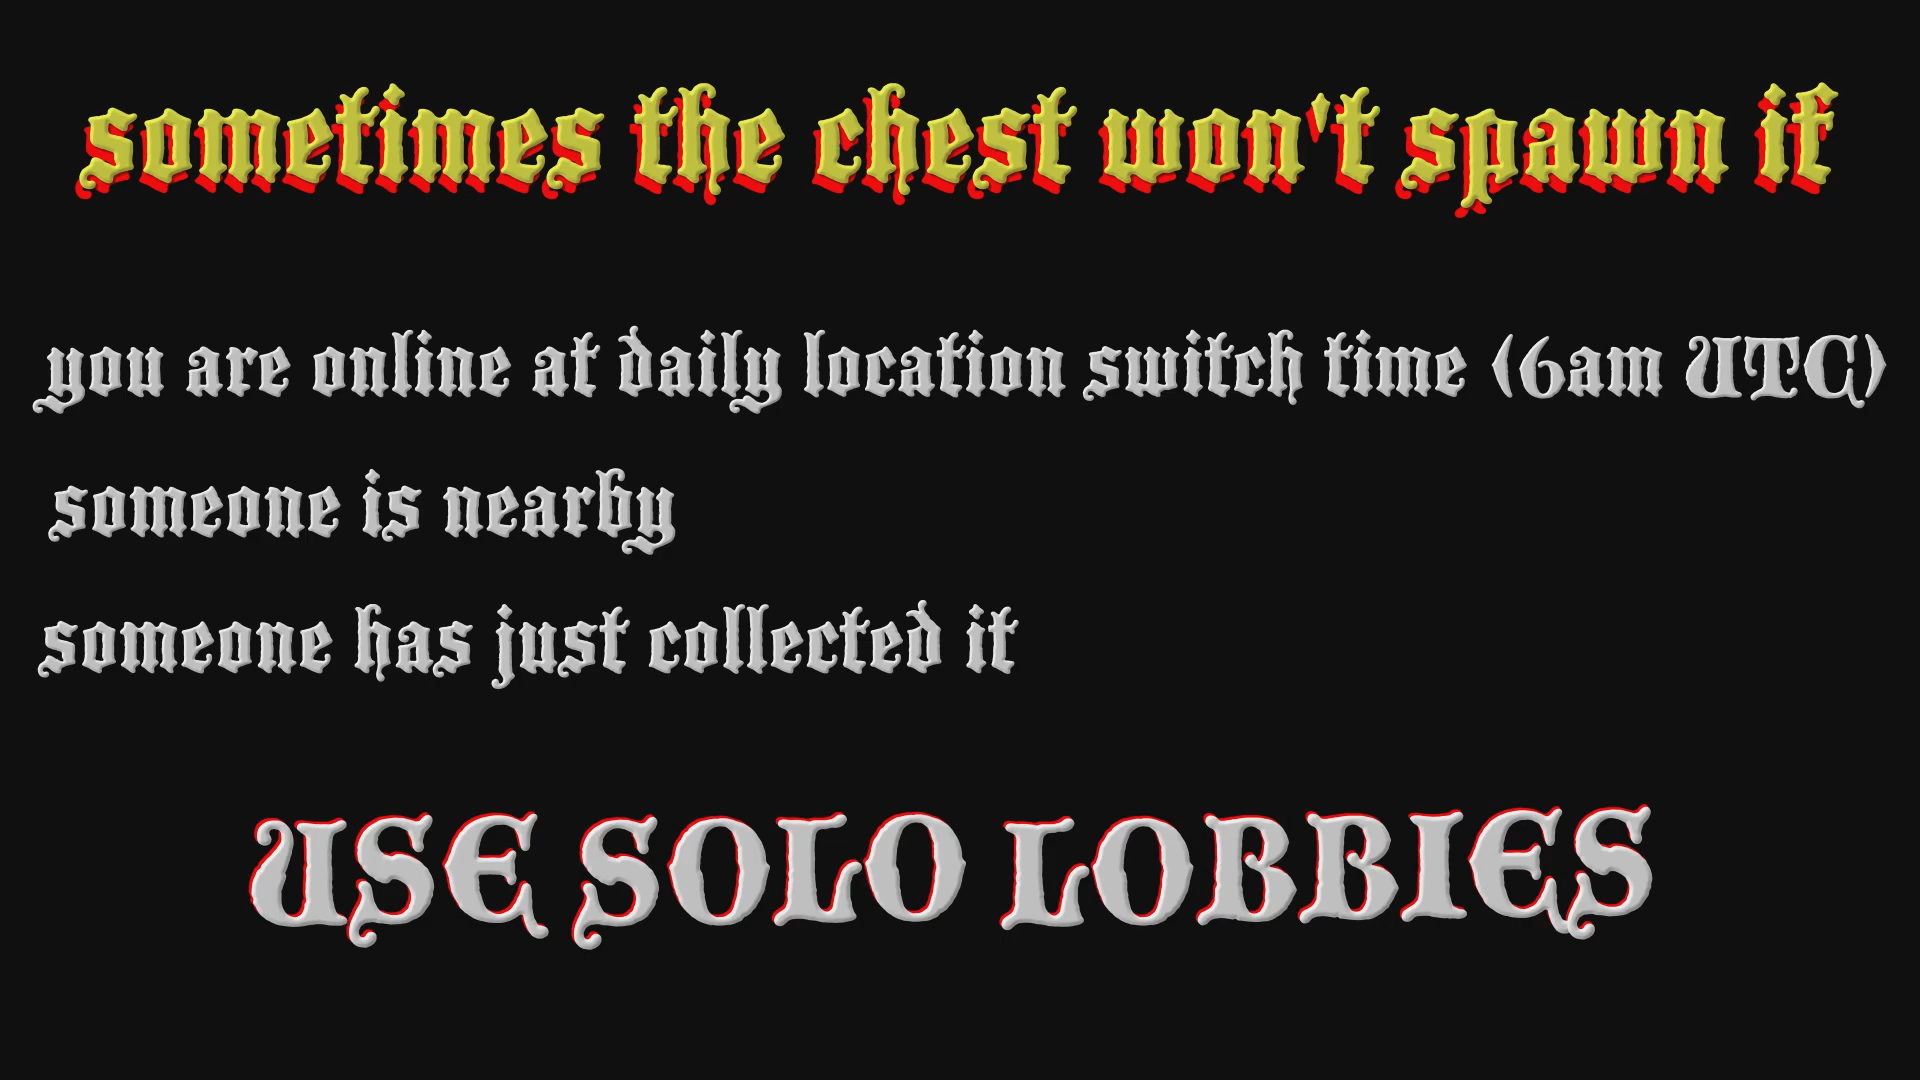 sometimes the chest won't spawn if
you are online at daily location switch time (6am UTC)
someone is nearby
someone has just collected it
USE SOLO LOBBIES